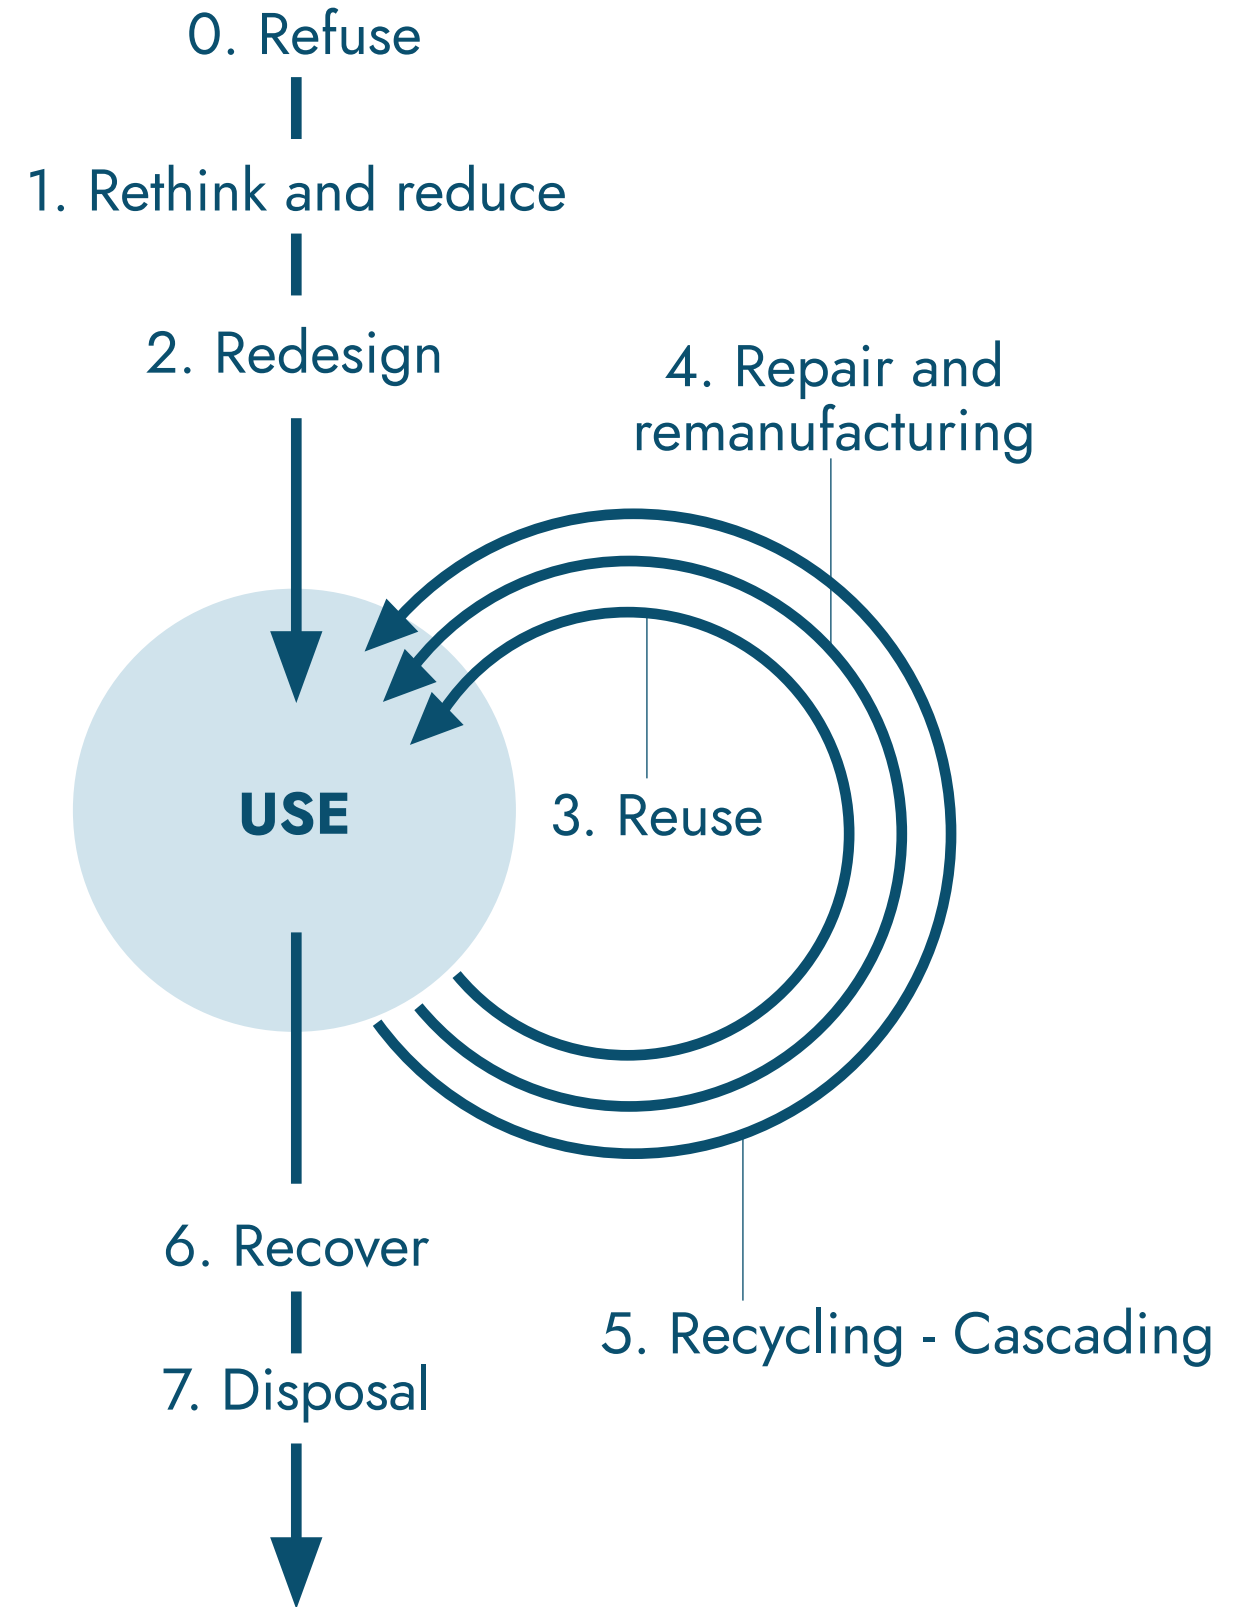 0. Refuse
1. Rethink and reduce
2. Redesign
4. Repair and
remanufacturing
USE
3. Reuse
6. Recover
5. Recycling - Cascading
7. Disposal